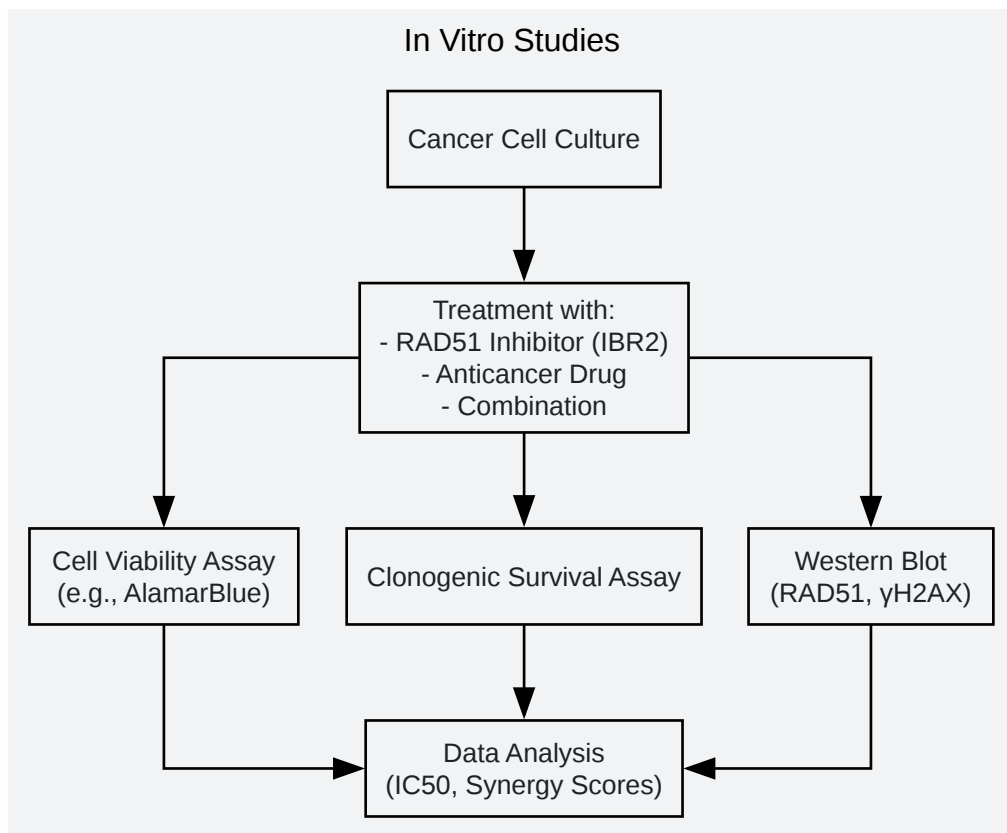 In Vitro Studies
Cancer Cell Culture
Treatment with:
- RAD51 Inhibitor (IBR2)
- Anticancer Drug
- Combination
Cell Viability Assay
(e.g., AlamarBlue)
Clonogenic Survival Assay
Western Blot
(RAD51, γH2AX)
Data Analysis
(IC50, Synergy Scores)